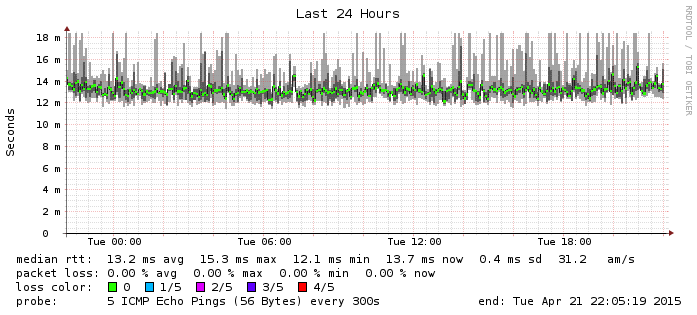 Last 24 Hours
RRDTOOL / TOBI OETIKER
Seconds
18 m
16 m
14 m
12 m
10 m
8 m
6 m
4 m
2 m
0
Tue 00:00 Tue 06:00 Tue 12:00 Tue 18:00
median rtt: 13.2 ms avg 15.3 ms max 12.1 ms min 13.7 ms now 0.4 ms sd 31.2 am/s
packet loss: 0.00 % avg 0.00 % max 0.00 % min 0.00 % now
loss color: 0 1/5 2/5 3/5 4/5
probe: 5 ICMP Echo Pings (56 Bytes) every 300s end: Tue Apr 21 22:05:19 2015